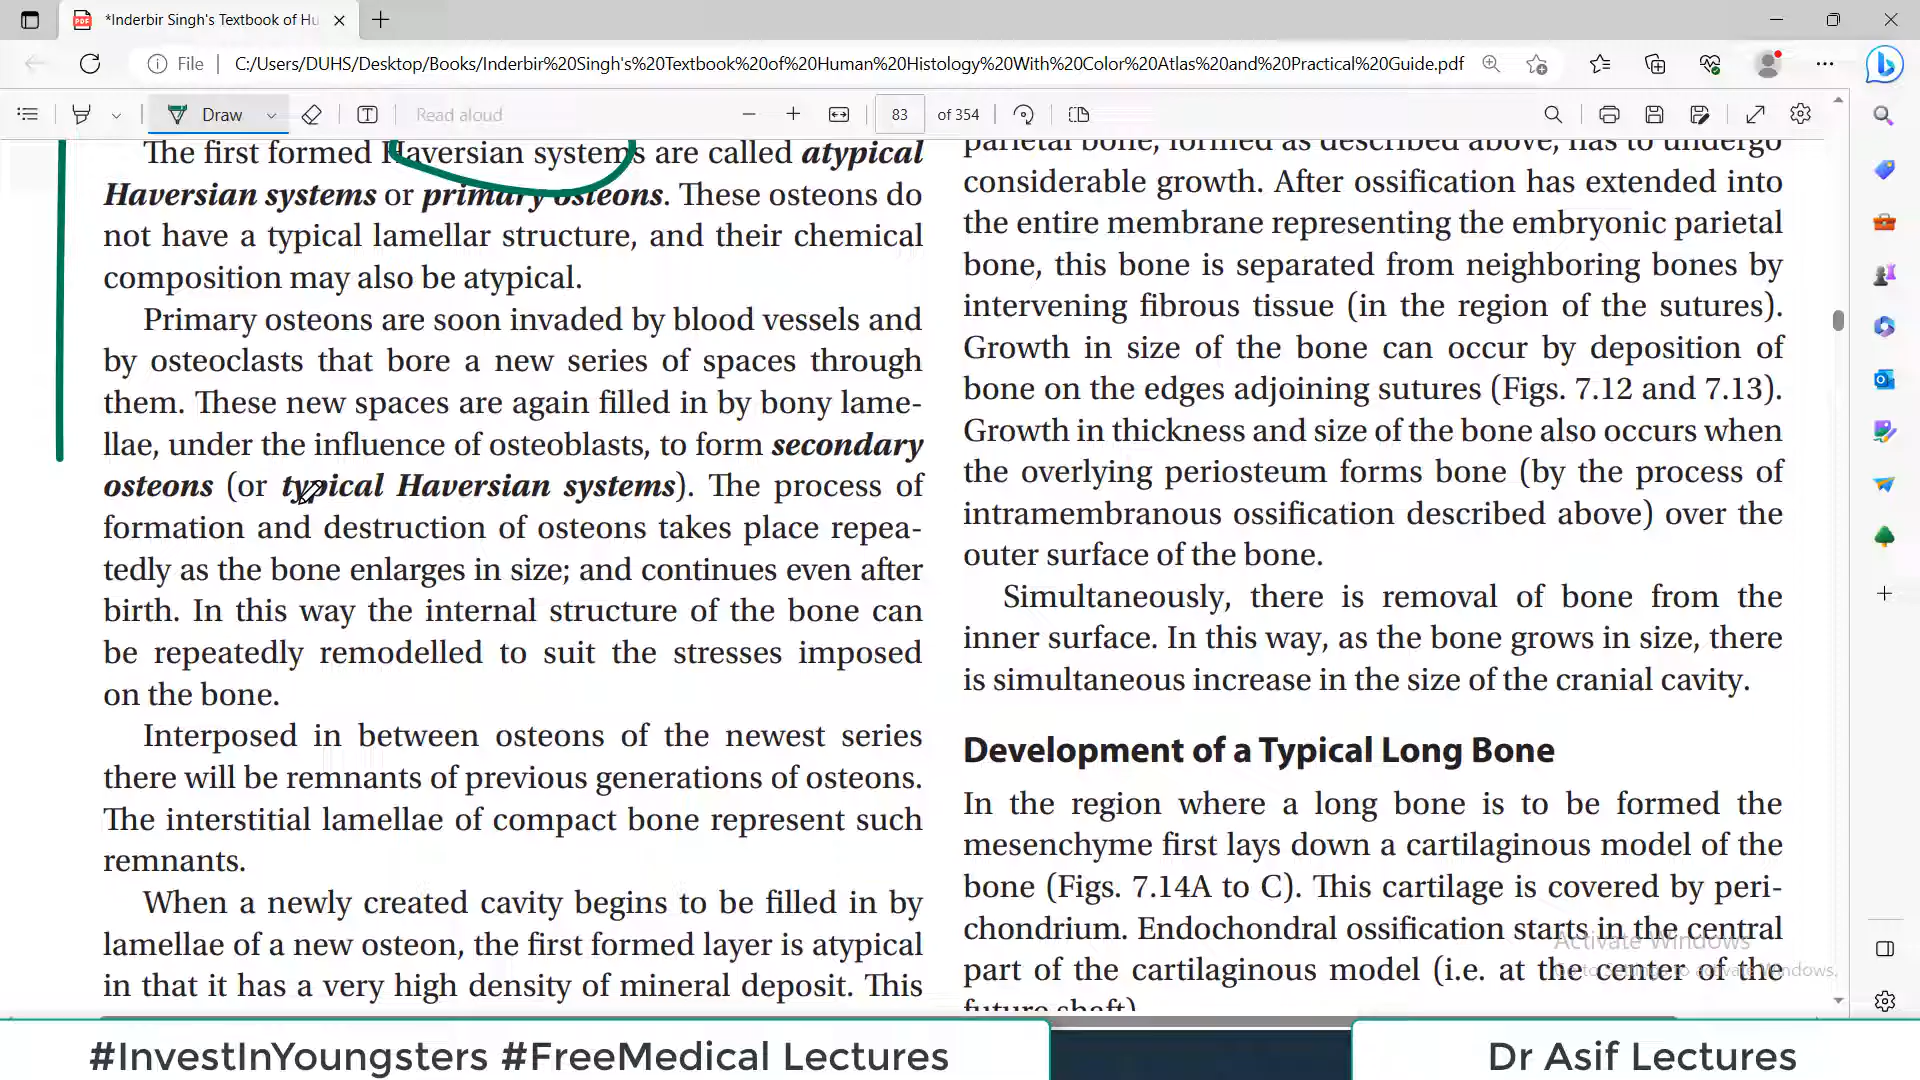 *Inderbir Singh's Textbook of Hu
File
C:/Users/DUHS/Desktop/Books/Inderbir%20Singh's%20Textbook%20of%20Human%20Histology%20With%20Color%20Atlas%20and%20Practical%20Guide.pdf
Draw
Read aloud
83 of 354
The first formed Haversian systems are called atypical
Haversian systems or primary osteons. These osteons do
not have a typical lamellar structure, and their chemical
composition may also be atypical.
Primary osteons are soon invaded by blood vessels and
by osteoclasts that bore a new series of spaces through
them. These new spaces are again filled in by bony lame-
llae, under the influence of osteoblasts, to form secondary
osteons (or typical Haversian systems). The process of
formation and destruction of osteons takes place repea-
tedly as the bone enlarges in size; and continues even after
birth. In this way the internal structure of the bone can
be repeatedly remodelled to suit the stresses imposed
on the bone.
Interposed in between osteons of the newest series
there will be remnants of previous generations of osteons.
The interstitial lamellae of compact bone represent such
remnants.
When a newly created cavity begins to be filled in by
lamellae of a new osteon, the first formed layer is atypical
in that it has a very high density of mineral deposit. This
parietal bone, formed as described above, has to undergo
considerable growth. After ossification has extended into
the entire membrane representing the embryonic parietal
bone, this bone is separated from neighboring bones by
intervening fibrous tissue (in the region of the sutures).
Growth in size of the bone can occur by deposition of
bone on the edges adjoining sutures (Figs. 7.12 and 7.13).
Growth in thickness and size of the bone also occurs when
the overlying periosteum forms bone (by the process of
intramembranous ossification described above) over the
outer surface of the bone.
Simultaneously, there is removal of bone from the
inner surface. In this way, as the bone grows in size, there
is simultaneous increase in the size of the cranial cavity.
Development of a Typical Long Bone
In the region where a long bone is to be formed the
mesenchyme first lays down a cartilaginous model of the
bone (Figs. 7.14A to C). This cartilage is covered by peri-
chondrium. Endochondral ossification starts in the central
part of the cartilaginous model (i.e. at the center of the
future shaft).
Activate Windows
Go to Settings to activate Windows.
#InvestInYoungsters #FreeMedical Lectures
Dr Asif Lectures